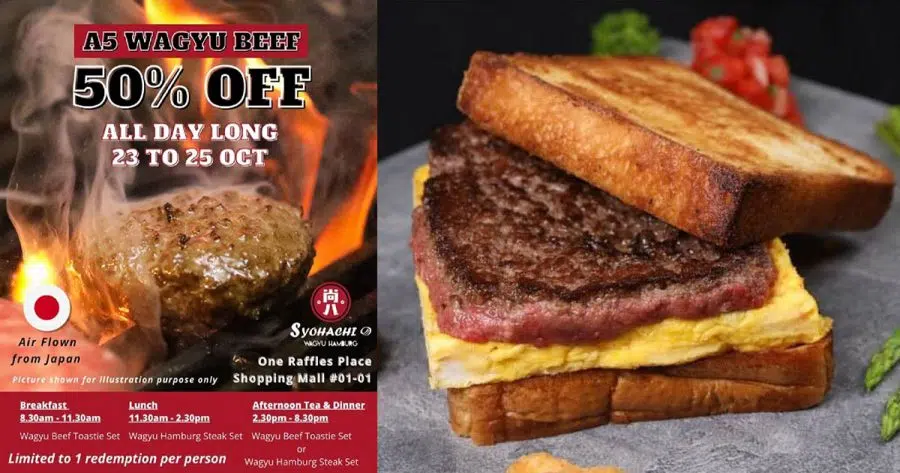 A5 WAGYU BEEF
50% OFF
ALL DAY LONG
23 TO 25 OCT
尚八
SYOHACHI
WAGYU HAMBURG
Air Flown
from Japan
One Raffles Place
Shopping Mall #01-01
Picture shown for illustration purpose only
Breakfast
8.30am - 11.30am
Wagyu Beef Toastie Set
Lunch
11.30am - 2.30pm
Wagyu Hamburg Steak Set
Afternoon Tea & Dinner
2.30pm - 8.30pm
Wagyu Beef Toastie Set
or
Wagyu Hamburg Steak Set
Limited to 1 redemption per person